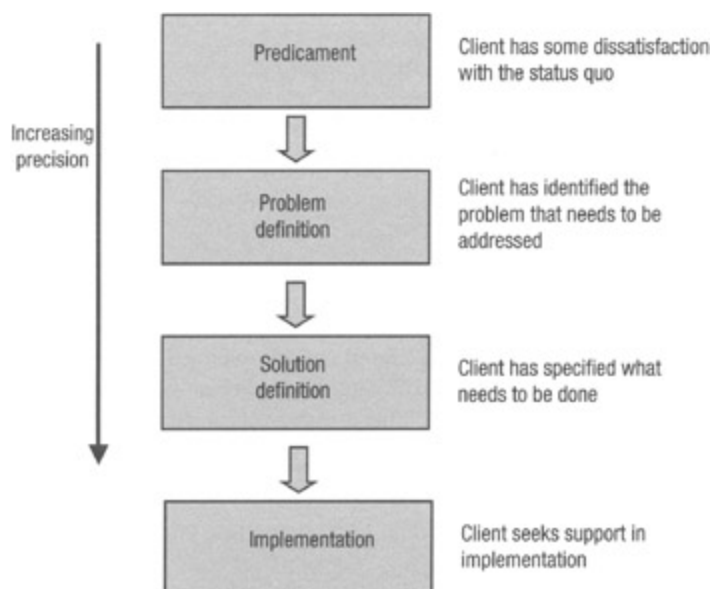 Predicament
Client has some dissatisfaction
with the status quo
Increasing
precision
Problem
definition
Client has identified the
problem that needs to be
addressed
Solution
definition
Client has specified what
needs to be done
Implementation
Client seeks support in
implementation